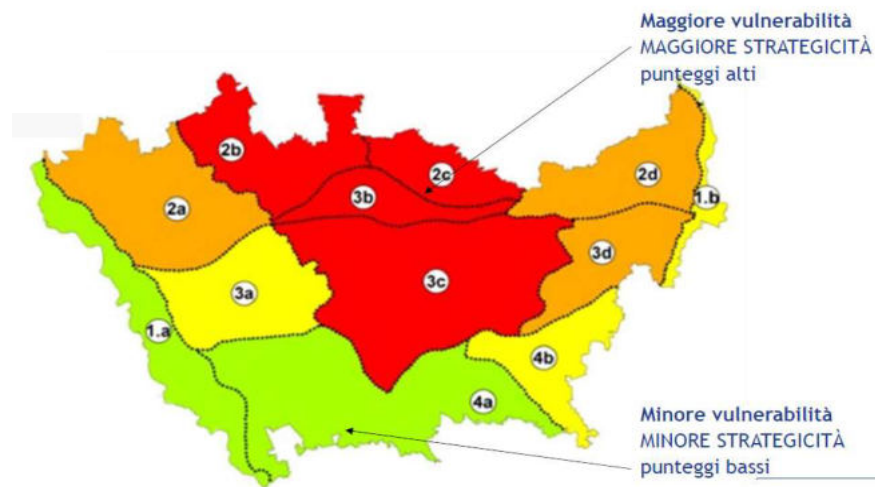 Maggiore vulnerabilità
MAGGIORE STRATEGICITÀ
punteggi alti
2b
2c
2d
1.b
2a
3b
3d
3a
3c
1.a
4b
4a
Minore vulnerabilità
MINORE STRATEGICITÀ
punteggi bassi